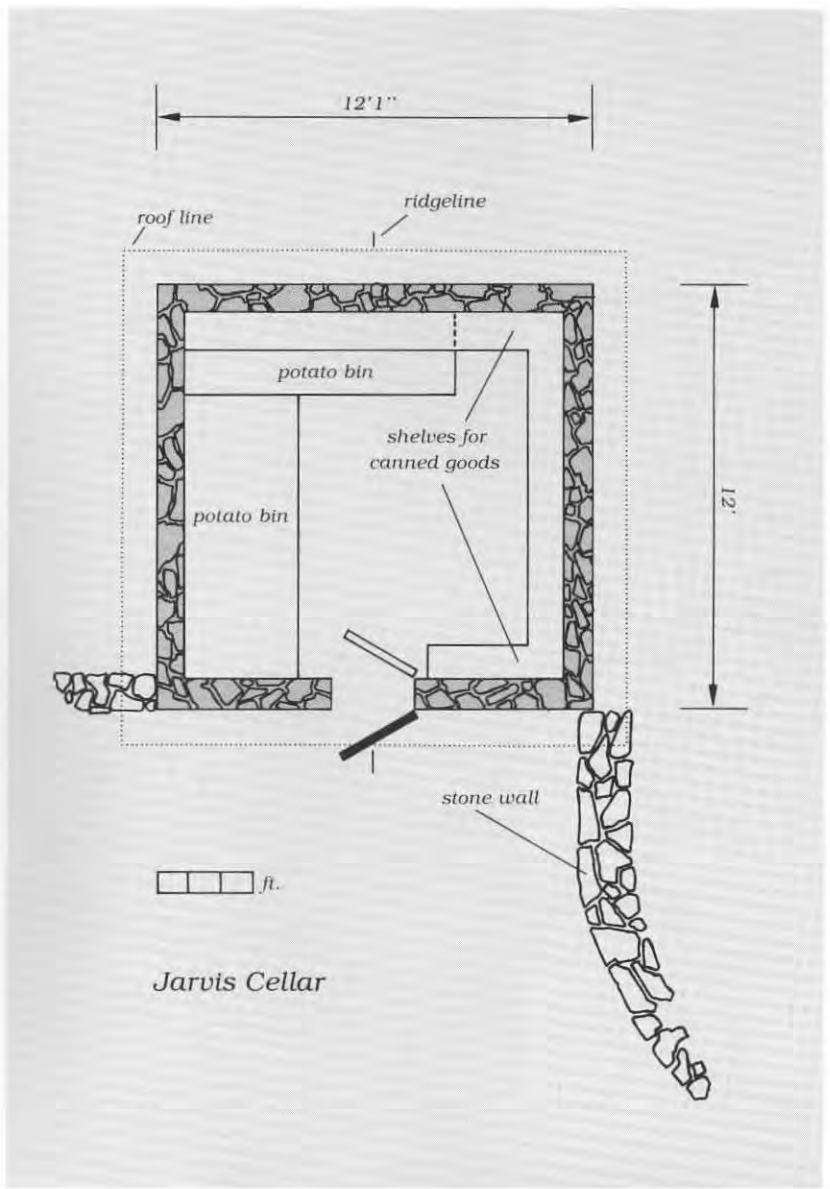 12'1"
ridgeline
roof line
potato bin
shelves for
canned goods
potato bin
12'
stone wall
ft.
Jarvis Cellar